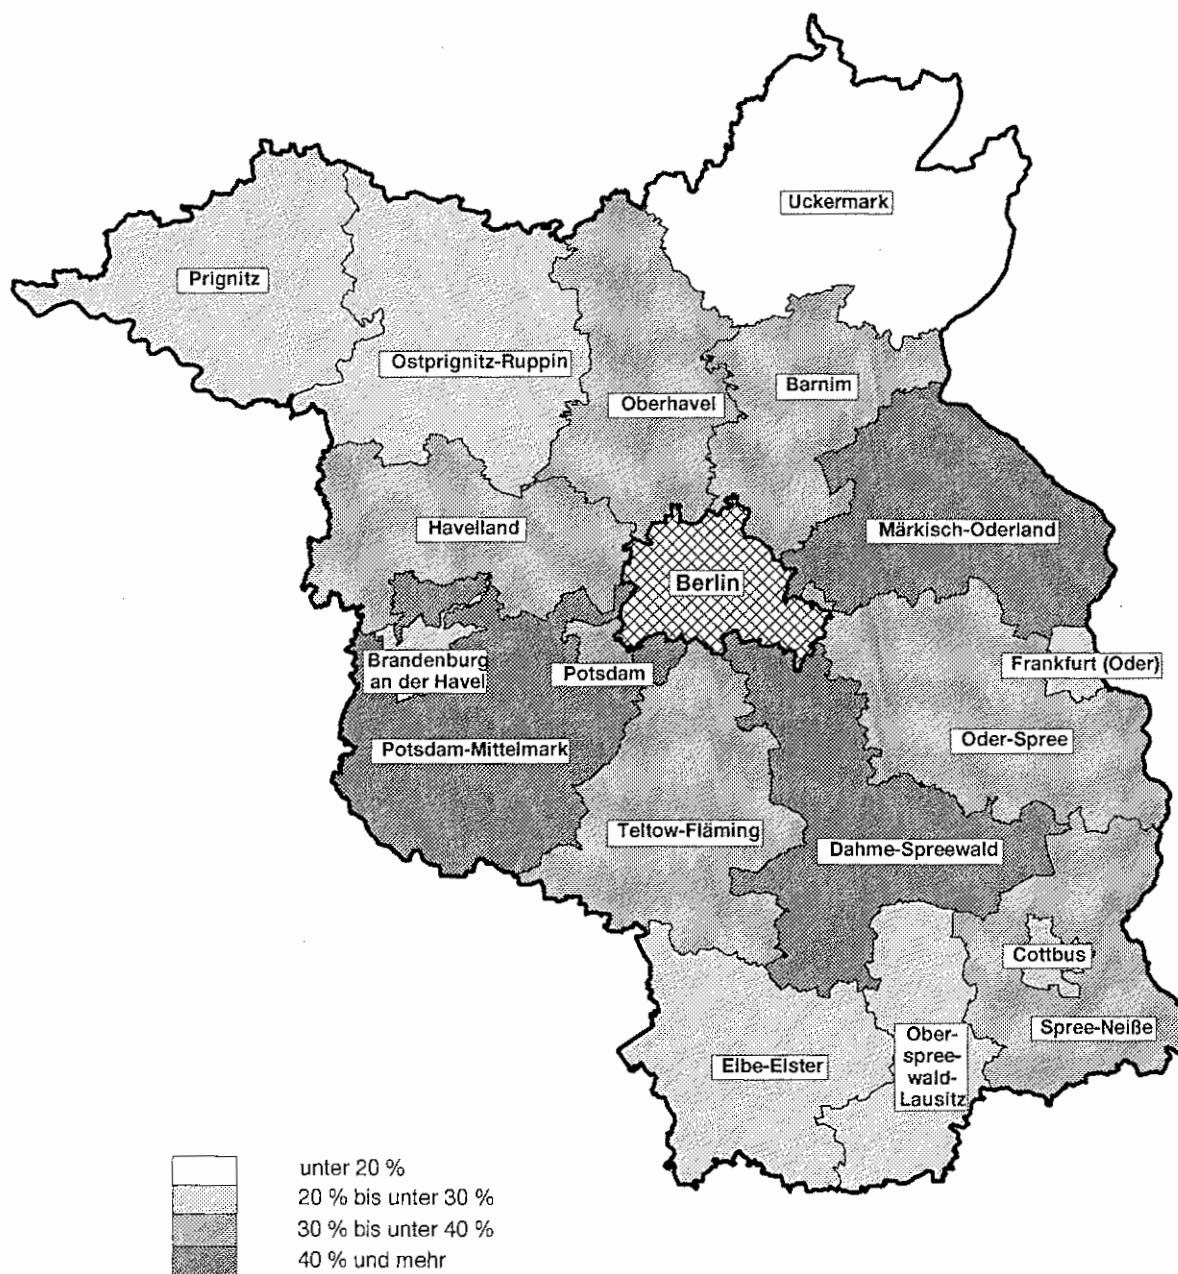 Uckermark
Prignitz
Ostprignitz-Ruppin
Oberhavel
Barnim
Havelland
Märkisch-Oderland
Berlin
Brandenburg
an der Havel
Potsdam
Frankfurt (Oder)
Potsdam-Mittelmark
Oder-Spree
Teltow-Fläming
Dahme-Spreewald
Cottbus
Spree-Neiße
Elbe-Elster
Ober-
spree-
wald-
Lausitz
unter 20 %
20 % bis unter 30 %
30 % bis unter 40 %
40 % und mehr